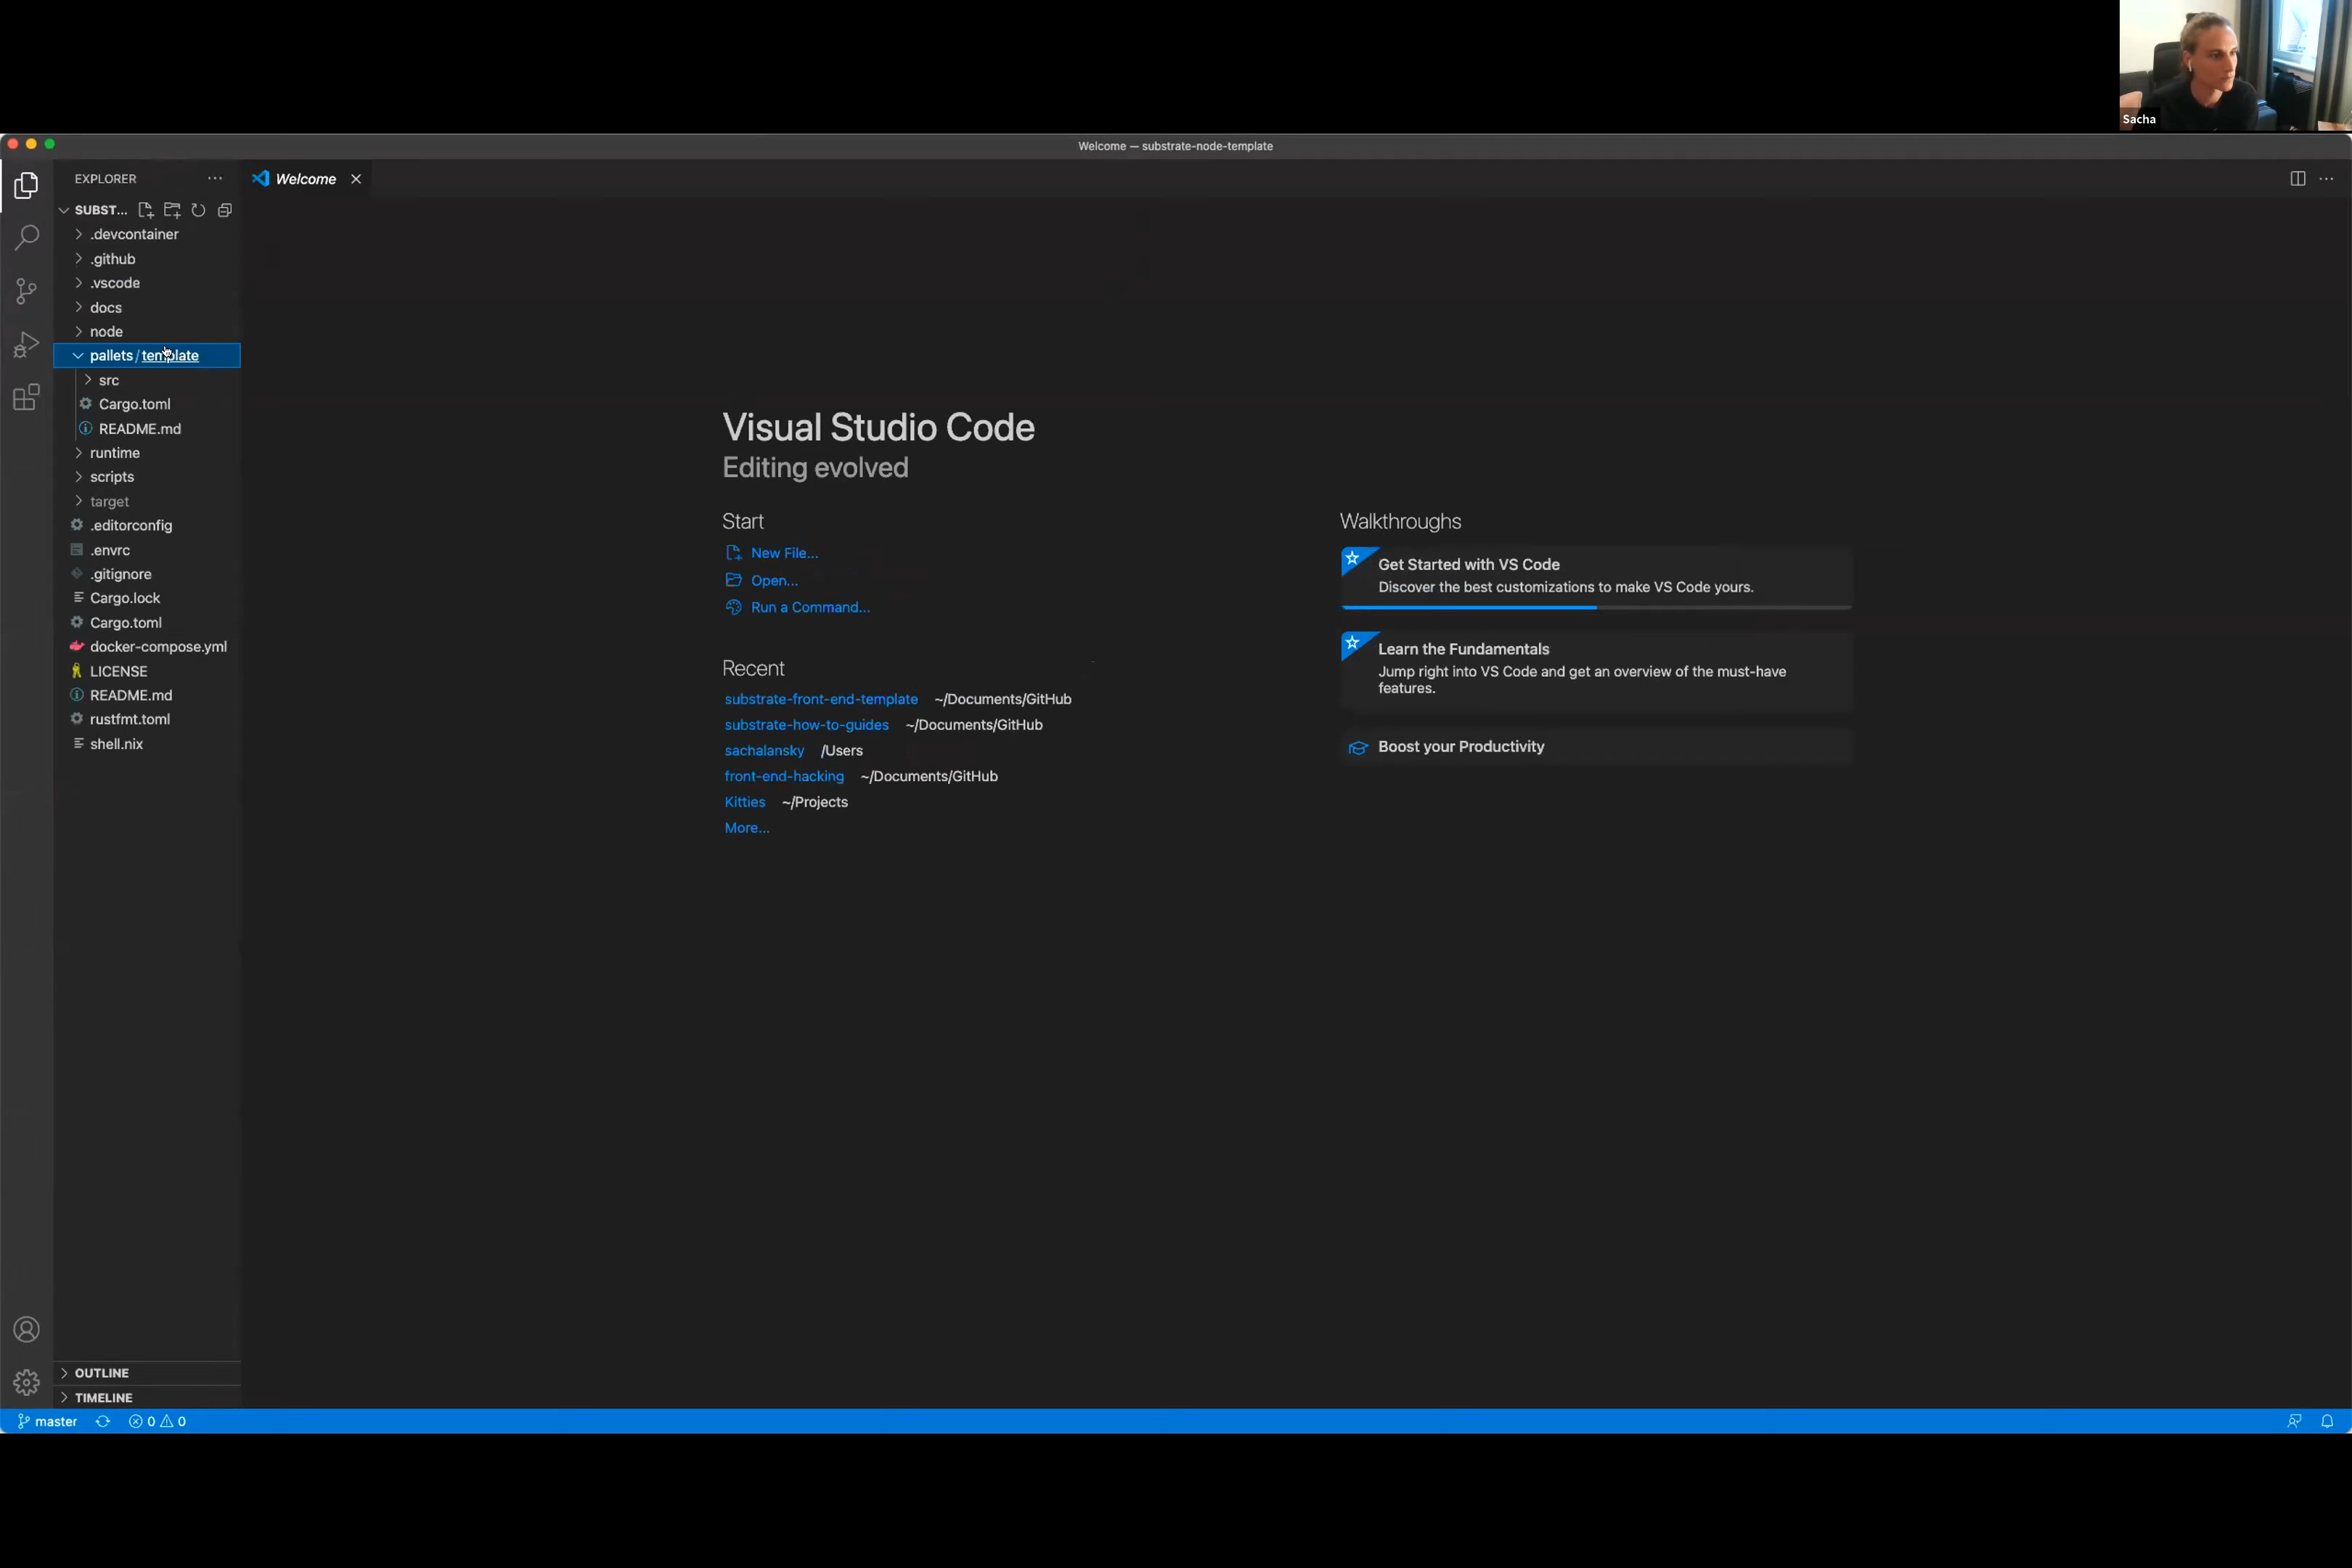 Sacha
Welcome — substrate-node-template
EXPLORER
Welcome
SUBST...
.devcontainer
.github
.vscode
docs
node
pallets/template
src
Cargo.toml
README.md
runtime
scripts
target
.editorconfig
.envrc
.gitignore
Cargo.lock
Cargo.toml
docker-compose.yml
LICENSE
README.md
rustfmt.toml
shell.nix
OUTLINE
TIMELINE
Visual Studio Code
Editing evolved
Start
New File...
Open...
Run a Command...
Recent
substrate-front-end-template ~/Documents/GitHub
substrate-how-to-guides ~/Documents/GitHub
sachalansky /Users
front-end-hacking ~/Documents/GitHub
Kitties ~/Projects
More...
Walkthroughs
Get Started with VS Code
Discover the best customizations to make VS Code yours.
Learn the Fundamentals
Jump right into VS Code and get an overview of the must-have
features.
Boost your Productivity
master 0 0